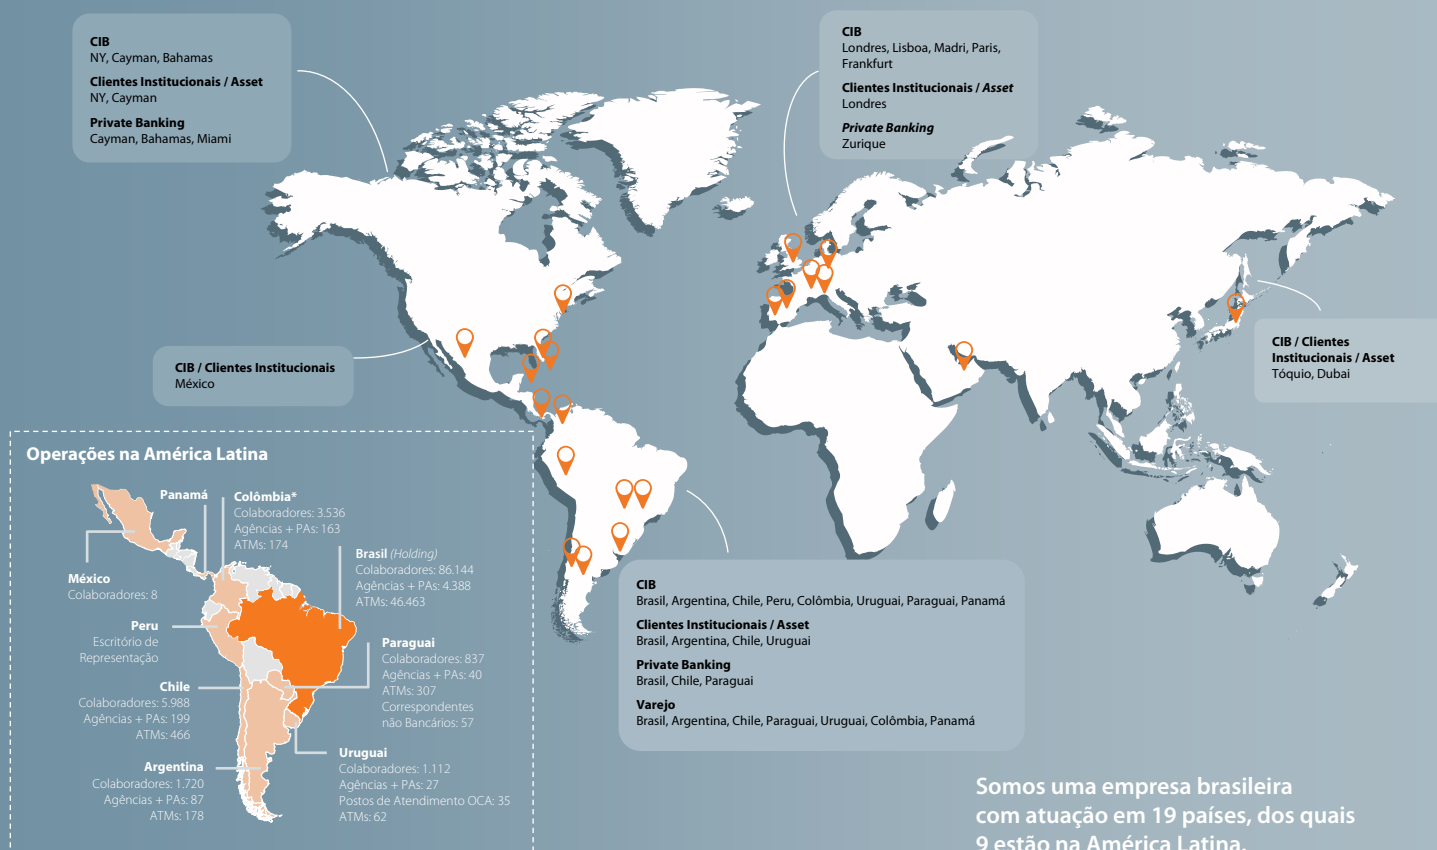 CIB
NY, Cayman, Bahamas
Clientes Institucionais / Asset
NY, Cayman
Private Banking
Cayman, Bahamas, Miami
CIB
Londres, Lisboa, Madri, Paris,
Frankfurt
Clientes Institucionais / Asset
Londres
Private Banking
Zurique
CIB / Clientes Institucionais
México
CIB / Clientes
Institucionais / Asset
Tóquio, Dubai
Operações na América Latina
Panamá
Colômbia*
Colaboradores: 3.536
Agências + PAs: 163
ATMs: 174
Brasil (Holding)
Colaboradores: 86.144
Agências + PAs: 4.388
ATMs: 46.463
México
Colaboradores: 8
Peru
Escritório de
Representação
Paraguai
Colaboradores: 837
Agências + PAs: 40
ATMs: 307
Correspondentes
não Bancários: 57
Chile
Colaboradores: 5.988
Agências + PAs: 199
ATMs: 466
Uruguai
Colaboradores: 1.112
Agências + PAs: 27
Postos de Atendimento OCA: 35
ATMs: 62
Argentina
Colaboradores: 1.720
Agências + PAs: 87
ATMs: 178
CIB
Brasil, Argentina, Chile, Peru, Colômbia, Uruguai, Paraguai, Panamá
Clientes Institucionais / Asset
Brasil, Argentina, Chile, Uruguai
Private Banking
Brasil, Chile, Paraguai
Varejo
Brasil, Argentina, Chile, Paraguai, Uruguai, Colômbia, Panamá
Somos uma empresa brasileira
com atuação em 19 países, dos quais
9 estão na América Latina.